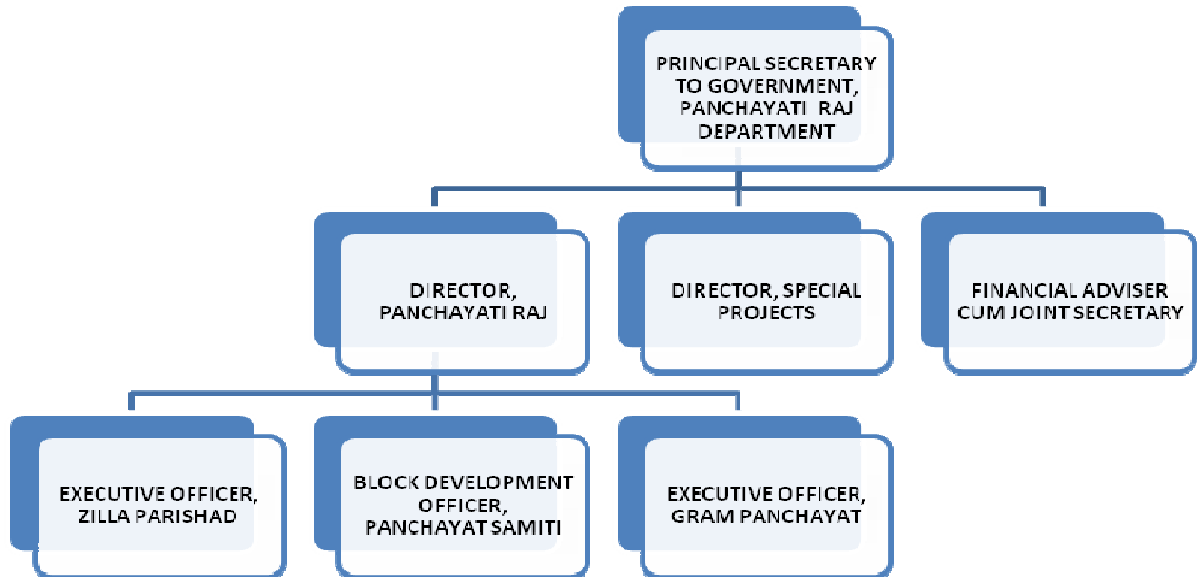 PRINCIPAL SECRETARY
TO GOVERNMENT,
PANCHAYATI RAJ
DEPARTMENT
DIRECTOR,
PANCHAYATI RAJ
DIRECTOR, SPECIAL
PROJECTS
FINANCIAL ADVISER
CUM JOINT SECRETARY
EXECUTIVE OFFICER,
ZILLA PARISHAD
BLOCK DEVELOPMENT
OFFICER,
PANCHAYAT SAMITI
EXECUTIVE OFFICER,
GRAM PANCHAYAT